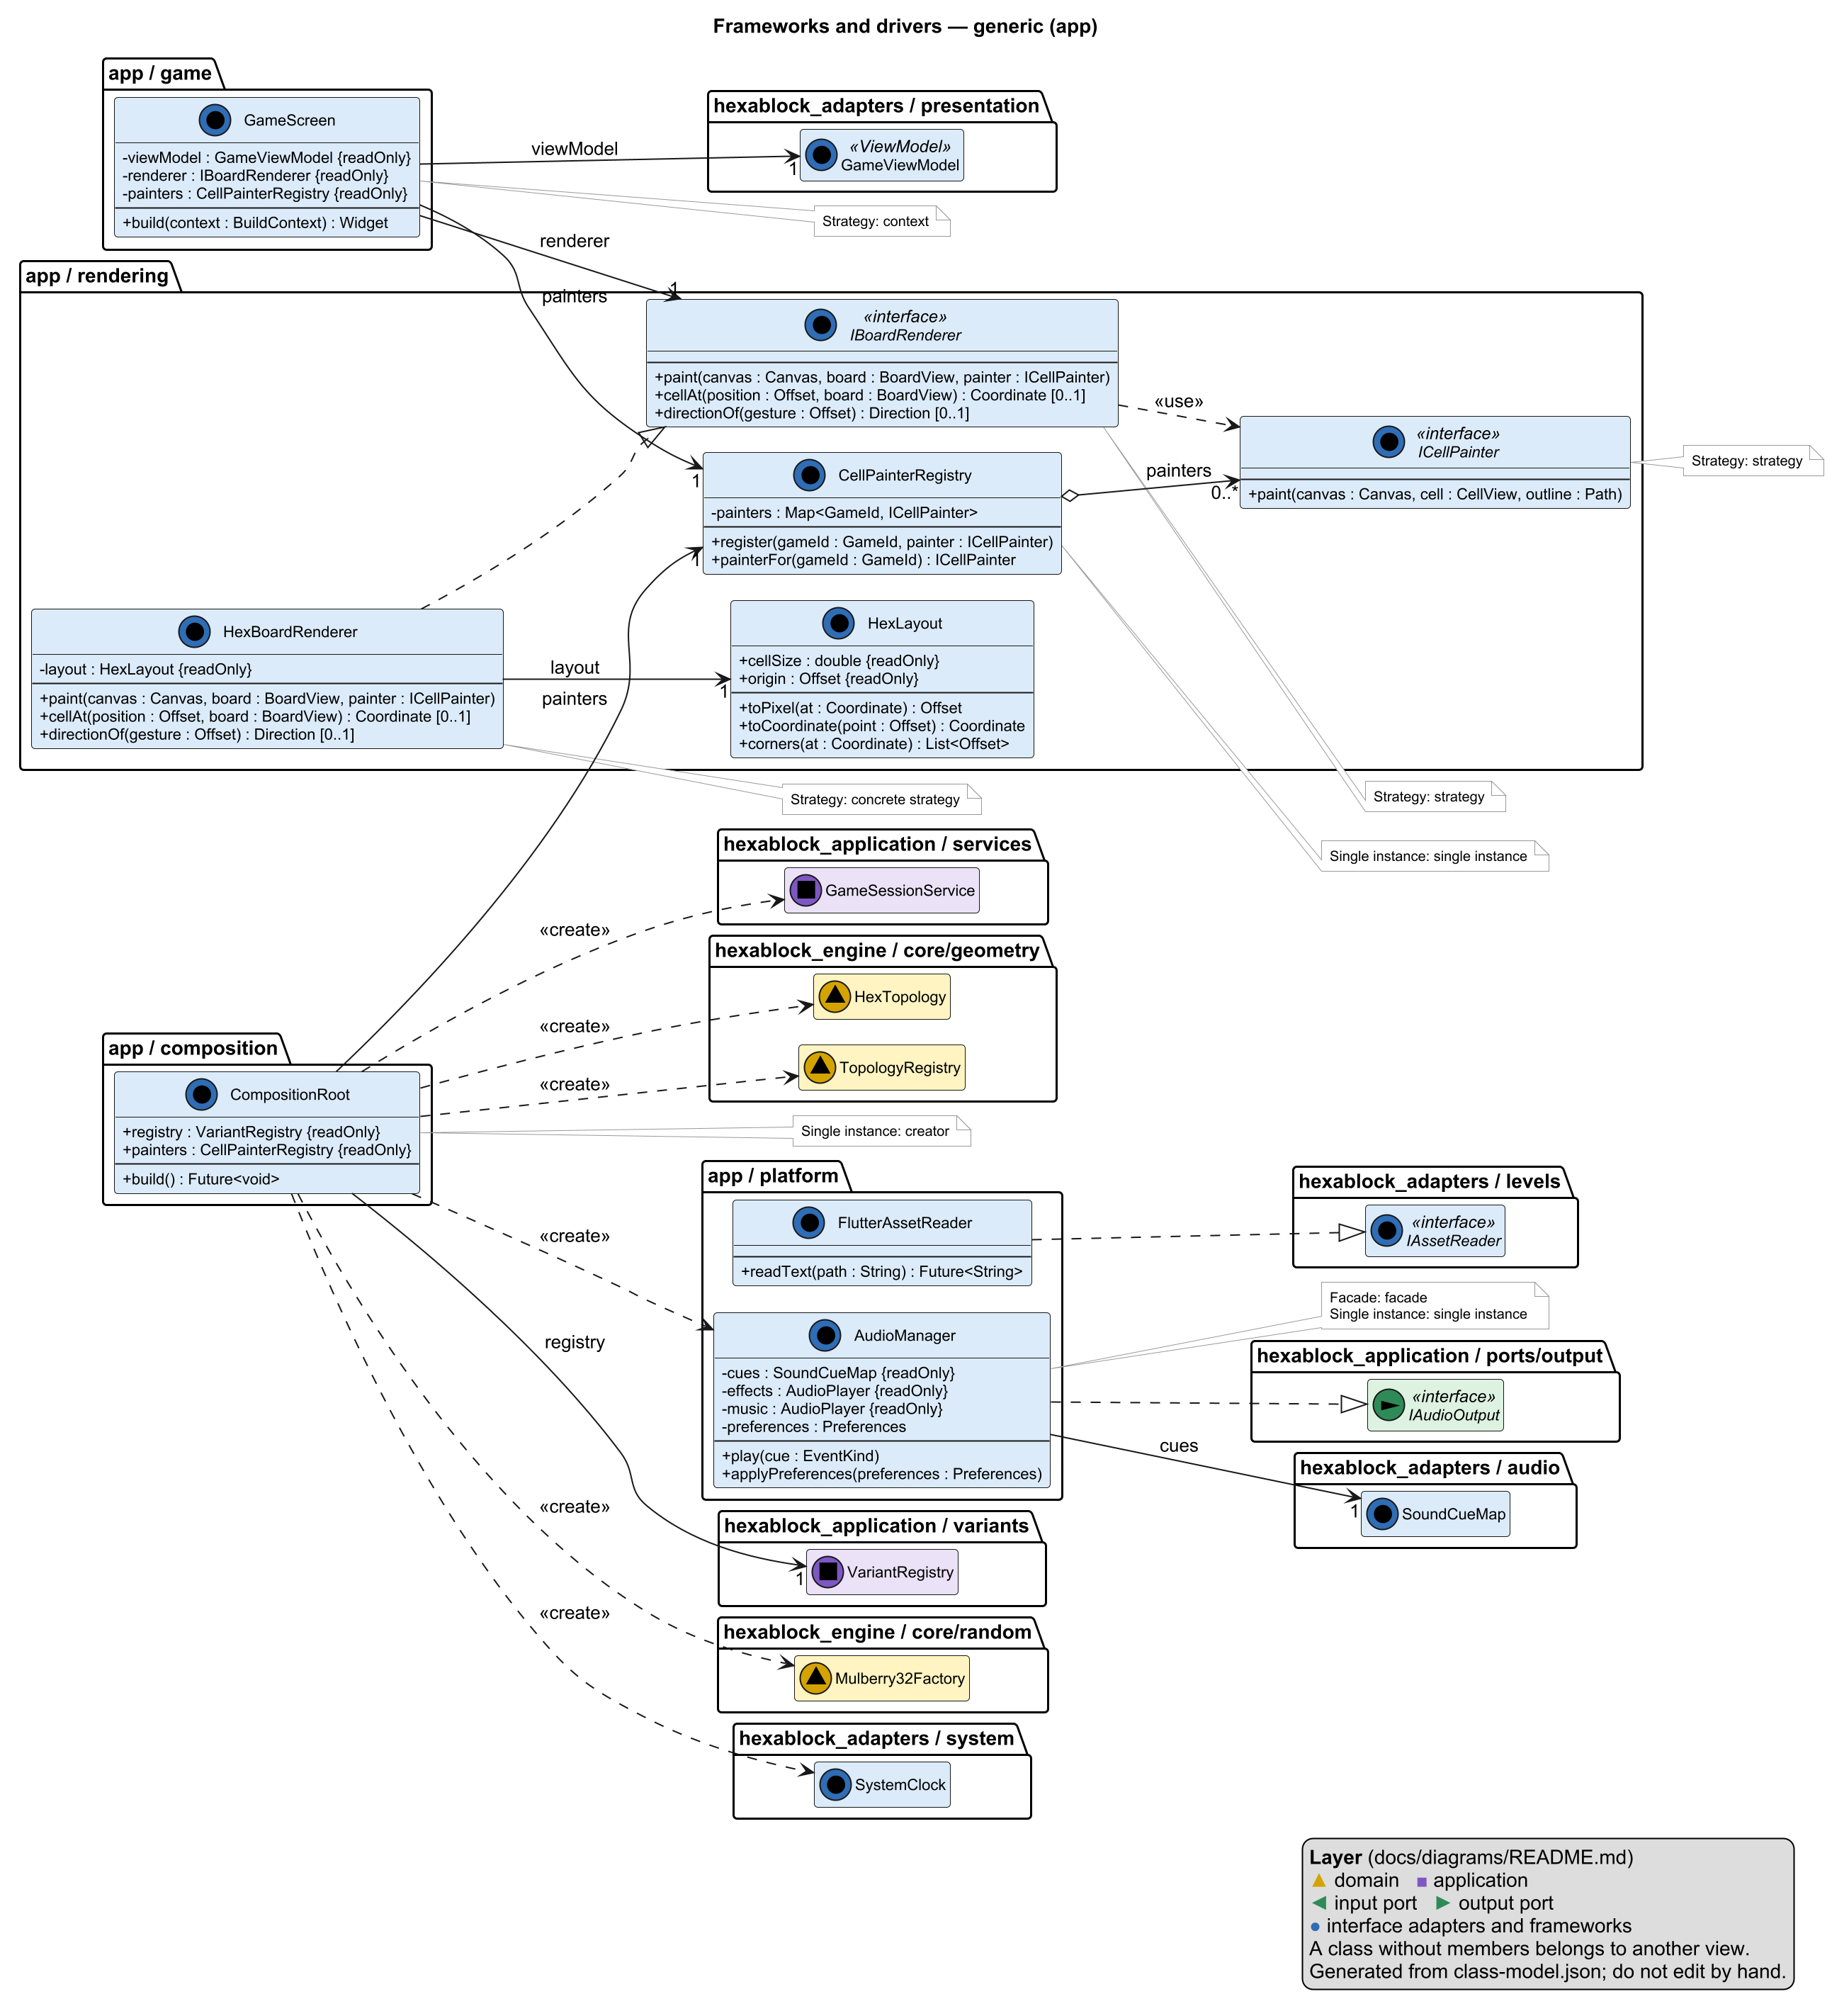 Frameworks and drivers — generic (app)
app / game
GameScreen
-viewModel : GameViewModel {readOnly}
-renderer : IBoardRenderer {readOnly}
-painters : CellPainterRegistry {readOnly}
+build(context : BuildContext) : Widget
viewModel
1
hexablock_adapters / presentation
«ViewModel»
GameViewModel
Strategy: context
renderer
1
painters
1
app / rendering
«interface»
IBoardRenderer
+paint(canvas : Canvas, board : BoardView, painter : ICellPainter)
+cellAt(position : Offset, board : BoardView) : Coordinate [0..1]
+directionOf(gesture : Offset) : Direction [0..1]
«use»
«interface»
ICellPainter
+paint(canvas : Canvas, cell : CellView, outline : Path)
Strategy: strategy
CellPainterRegistry
-painters : Map<GameId, ICellPainter>
+register(gameId : GameId, painter : ICellPainter)
+painterFor(gameId : GameId) : ICellPainter
painters
0..*
1
HexBoardRenderer
-layout : HexLayout {readOnly}
+paint(canvas : Canvas, board : BoardView, painter : ICellPainter)
+cellAt(position : Offset, board : BoardView) : Coordinate [0..1]
+directionOf(gesture : Offset) : Direction [0..1]
layout
1
painters
HexLayout
+cellSize : double {readOnly}
+origin : Offset {readOnly}
+toPixel(at : Coordinate) : Offset
+toCoordinate(point : Offset) : Coordinate
+corners(at : Coordinate) : List<Offset>
Strategy: concrete strategy
Strategy: strategy
Single instance: single instance
hexablock_application / services
GameSessionService
«create»
hexablock_engine / core/geometry
HexTopology
«create»
TopologyRegistry
«create»
app / composition
CompositionRoot
+registry : VariantRegistry {readOnly}
+painters : CellPainterRegistry {readOnly}
+build() : Future<void>
Single instance: creator
app / platform
FlutterAssetReader
+readText(path : String) : Future<String>
«create»
AudioManager
-cues : SoundCueMap {readOnly}
-effects : AudioPlayer {readOnly}
-music : AudioPlayer {readOnly}
-preferences : Preferences
+play(cue : EventKind)
+applyPreferences(preferences : Preferences)
hexablock_adapters / levels
«interface»
IAssetReader
Facade: facade
Single instance: single instance
hexablock_application / ports/output
«interface»
IAudioOutput
cues
1
hexablock_adapters / audio
SoundCueMap
registry
1
hexablock_application / variants
VariantRegistry
«create»
hexablock_engine / core/random
Mulberry32Factory
«create»
hexablock_adapters / system
SystemClock
Layer (docs/diagrams/README.md)
domain application
input port output port
interface adapters and frameworks
A class without members belongs to another view.
Generated from class-model.json; do not edit by hand.